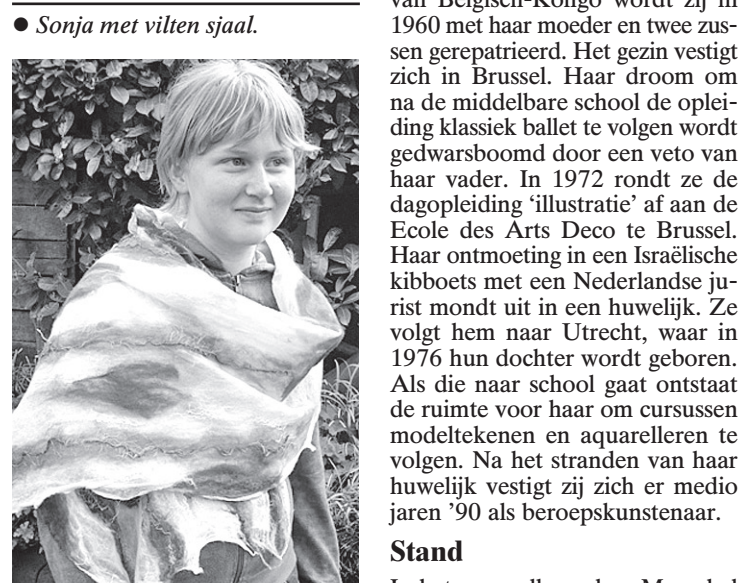 ● Sonja met vilten sjaal.
van Belgisch-Kongo wordt zij in
1960 met haar moeder en twee zus-
sen gerepatrieerd. Het gezin vestigt
zich in Brussel. Haar droom om
na de middelbare school de oplei-
ding klassiek ballet te volgen wordt
gedwarsboomd door een veto van
haar vader. In 1972 rondt ze de
dagopleiding ‘illustratie’ af aan de
Ecole des Arts Deco te Brussel.
Haar ontmoeting in een Israëlische
kibboets met een Nederlandse ju-
rist mondt uit in een huwelijk. Ze
volgt hem naar Utrecht, waar in
1976 hun dochter wordt geboren.
Als die naar school gaat ontstaat
de ruimte voor haar om cursussen
modeltekenen en aquarelleren te
volgen. Na het stranden van haar
huwelijk vestigt zij zich er medio
jaren ’90 als beroepskunstenaar.
Stand